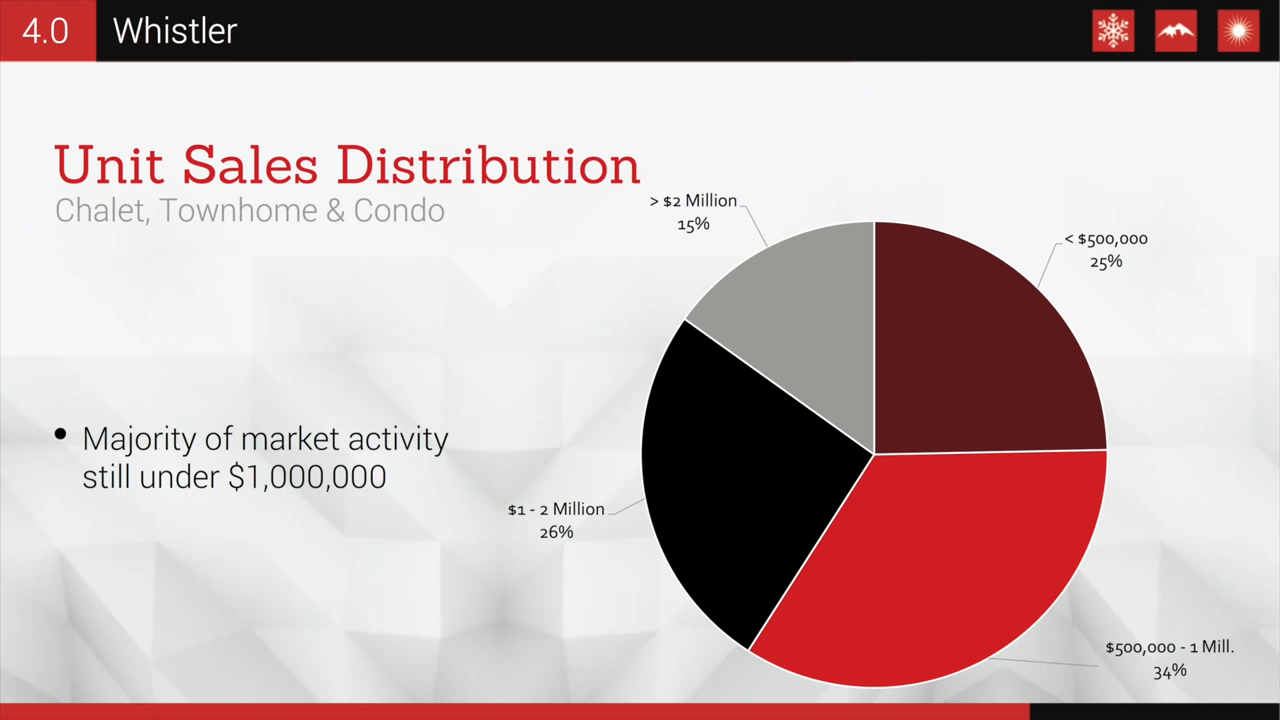 4.0
Whistler
Unit Sales Distribution
Chalet, Townhome & Condo
> $2 Million
15%
< $500,000
25%
• Majority of market activity
still under $1,000,000
$1 - 2 Million
26%
$500,000 - 1 Mill.
34%